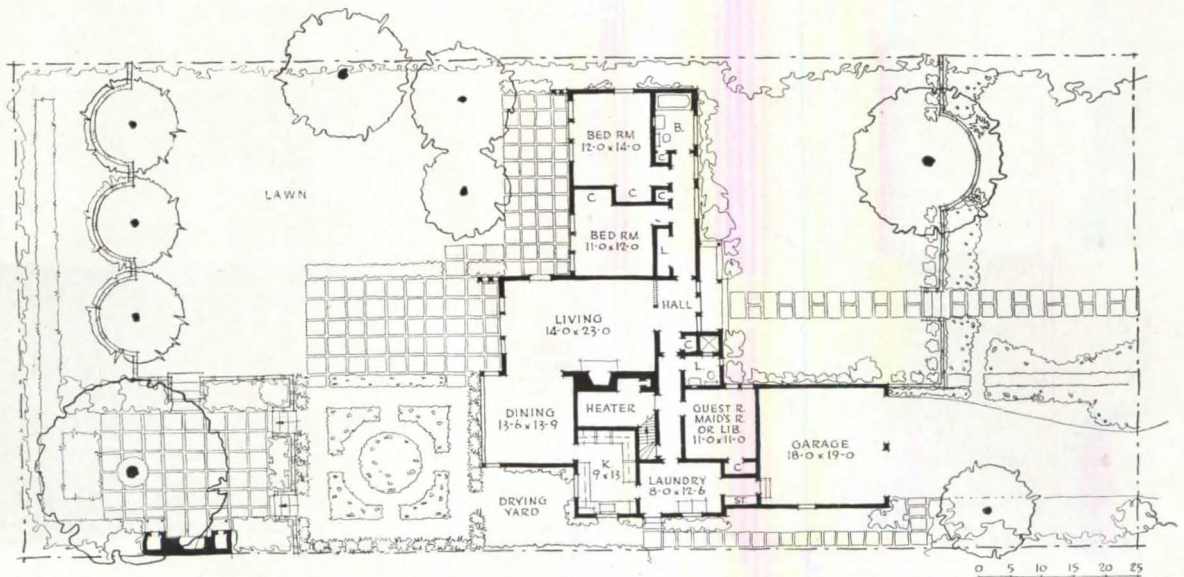 BED RM
12-0 x 14-0
B.
C
C
C
LAWN
BED RM
11-0 x 12-0
L
HALL
LIVING
14-0 x 23-0
C
L
HEATER
DINING
13-6 x 13-9
GUEST R.
MAID'S R.
OR LIB.
11-0 x 11-0
GARAGE
18-0 x 19-0
K.
9 x 13
C
LAUNDRY
8-0 x 12-6
DRYING
YARD
ST.
0 5 10 15 20 25